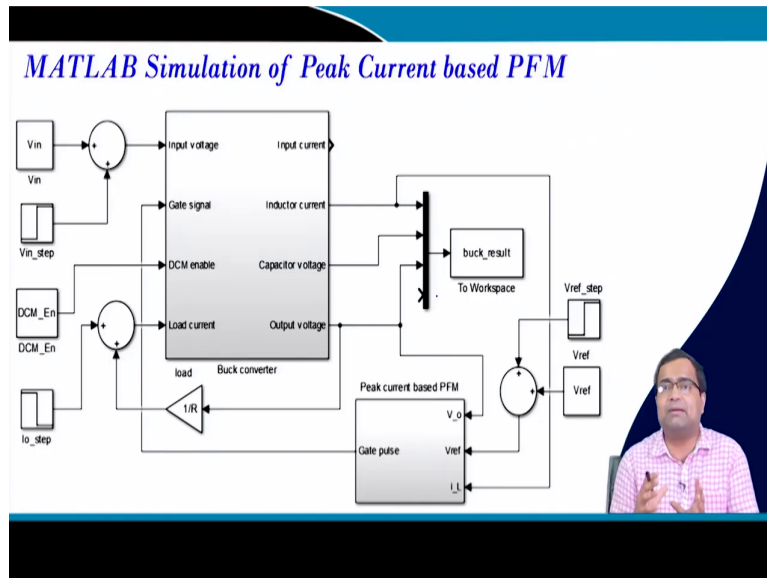 MATLAB Simulation of Peak Current based PFM
Vin
Vin
Vin_step
DCM_En
DCM_En
Io_step
Input voltage
Input current
Gate signal
Inductor current
DCM enable
Capacitor voltage
Load current
Output voltage
load
Buck converter
1/R
buck_result
To Workspace
Vref_step
Vref
Vref
Peak current based PFM
V_o
Gate pulse
Vref
I_L